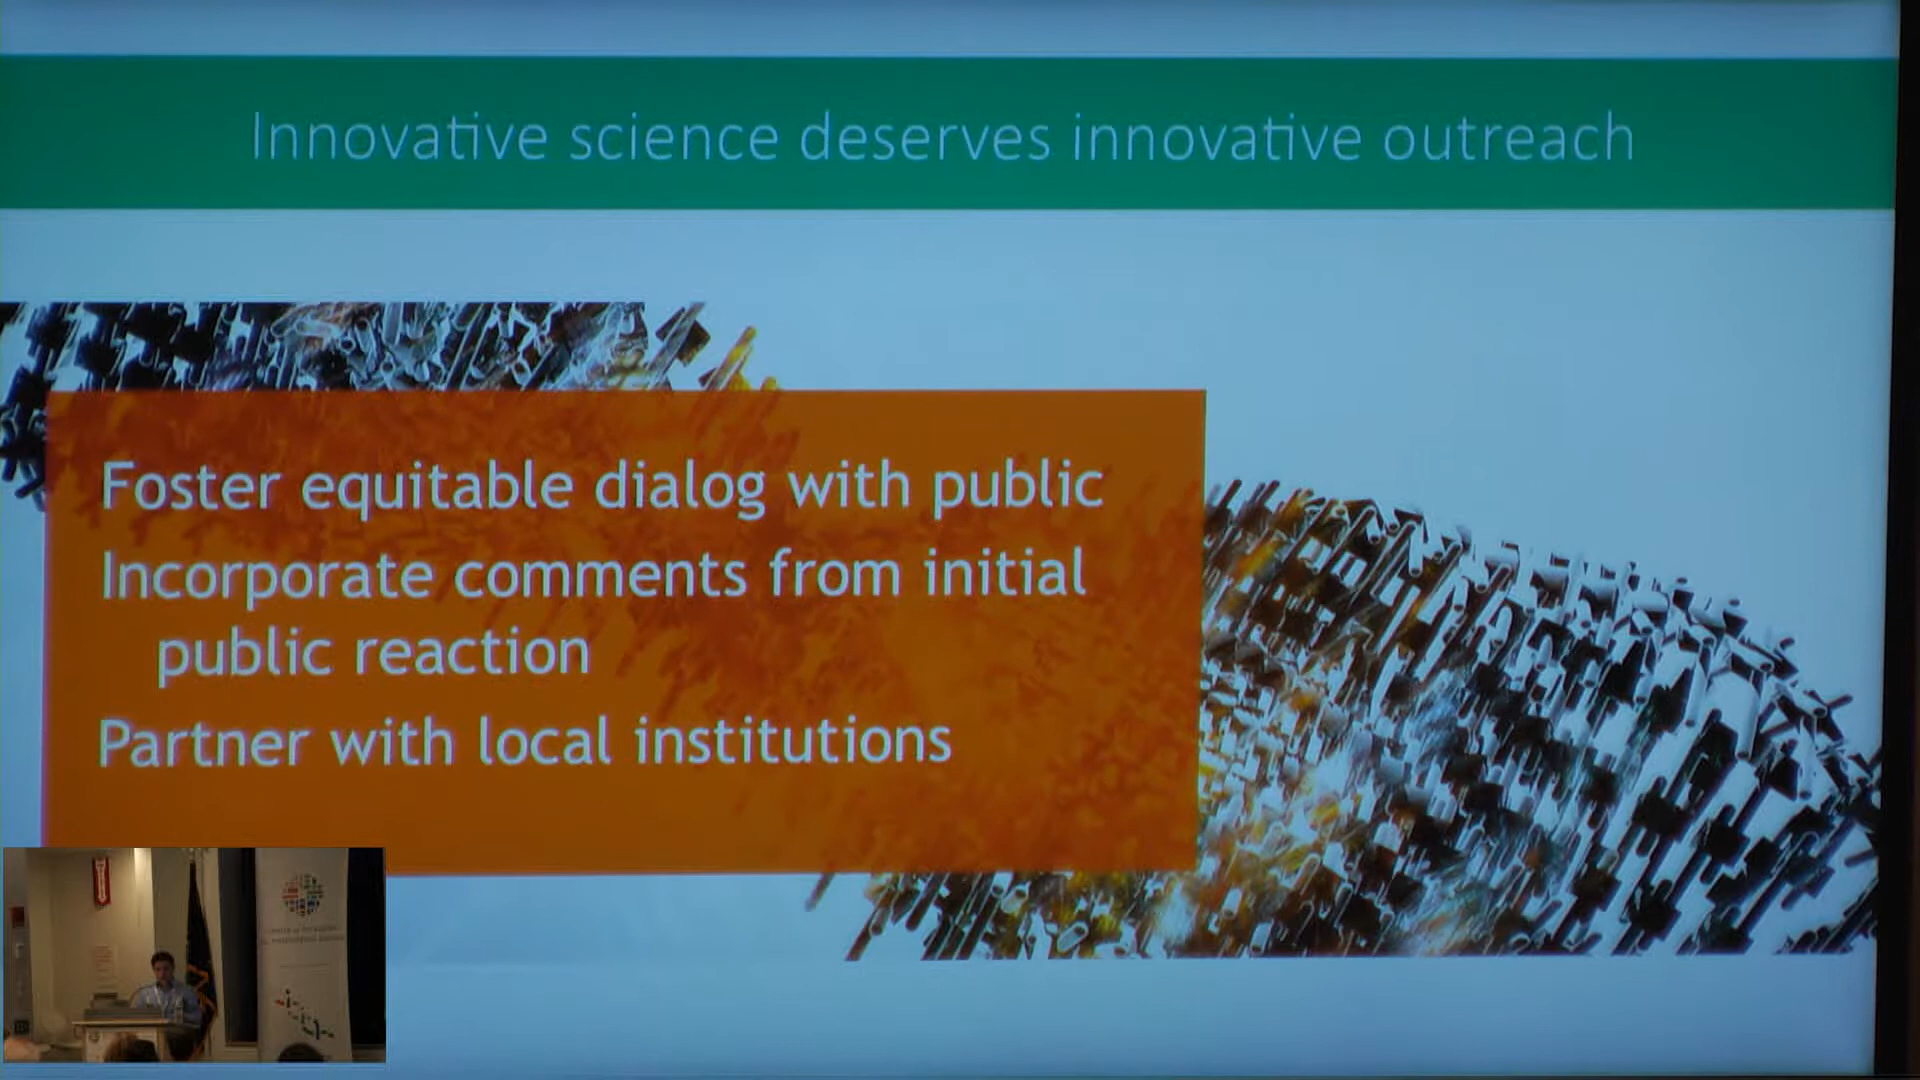 Innovative science deserves innovative outreach
Foster equitable dialog with public
Incorporate comments from initial
public reaction
Partner with local institutions